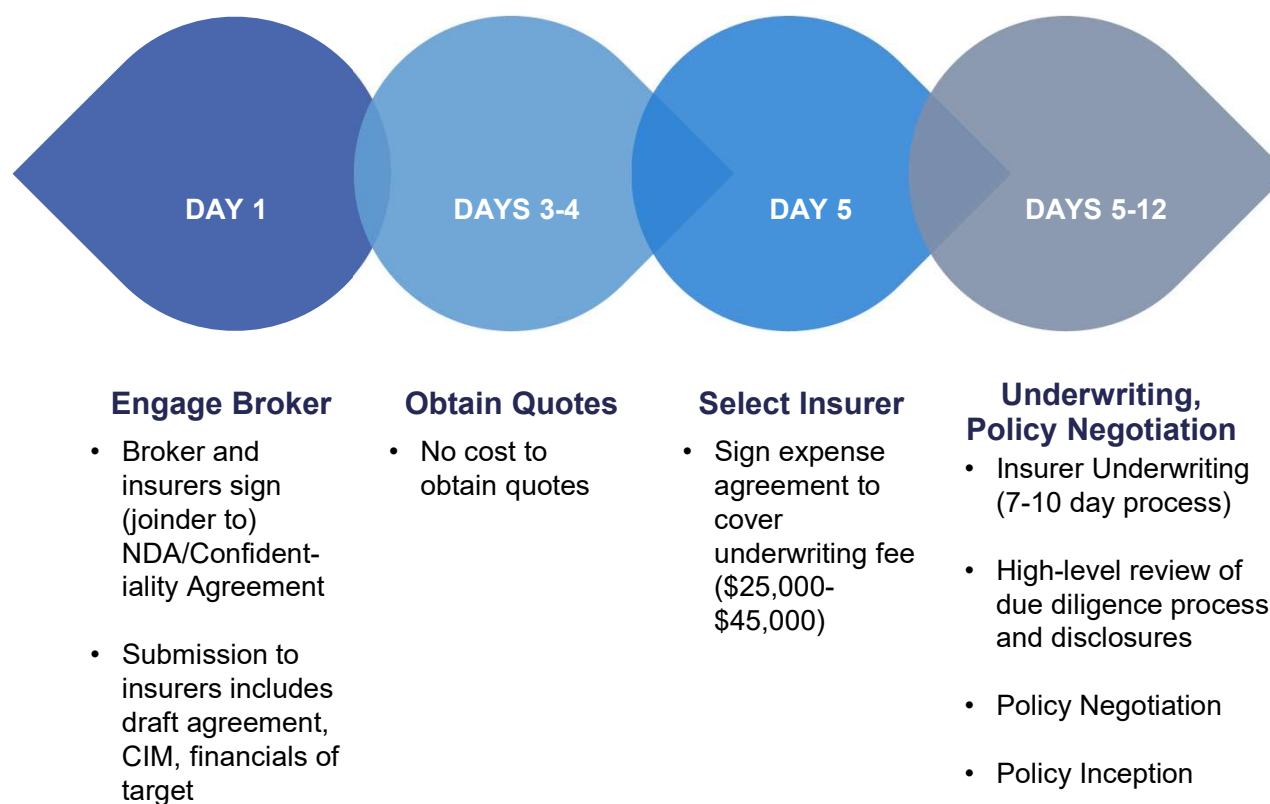 DAY 1
DAYS 3-4
DAY 5
DAYS 5-12
Engage Broker
• Broker and
insurers sign
(joinder to)
NDA/Confident-
iality Agreement
• Submission to
insurers includes
draft agreement,
CIM, financials of
target
Obtain Quotes
• No cost to
obtain quotes
Select Insurer
• Sign expense
agreement to
cover
underwriting fee
($25,000-
$45,000)
Underwriting,
Policy Negotiation
• Insurer Underwriting
(7-10 day process)
• High-level review of
due diligence process
and disclosures
• Policy Negotiation
• Policy Inception